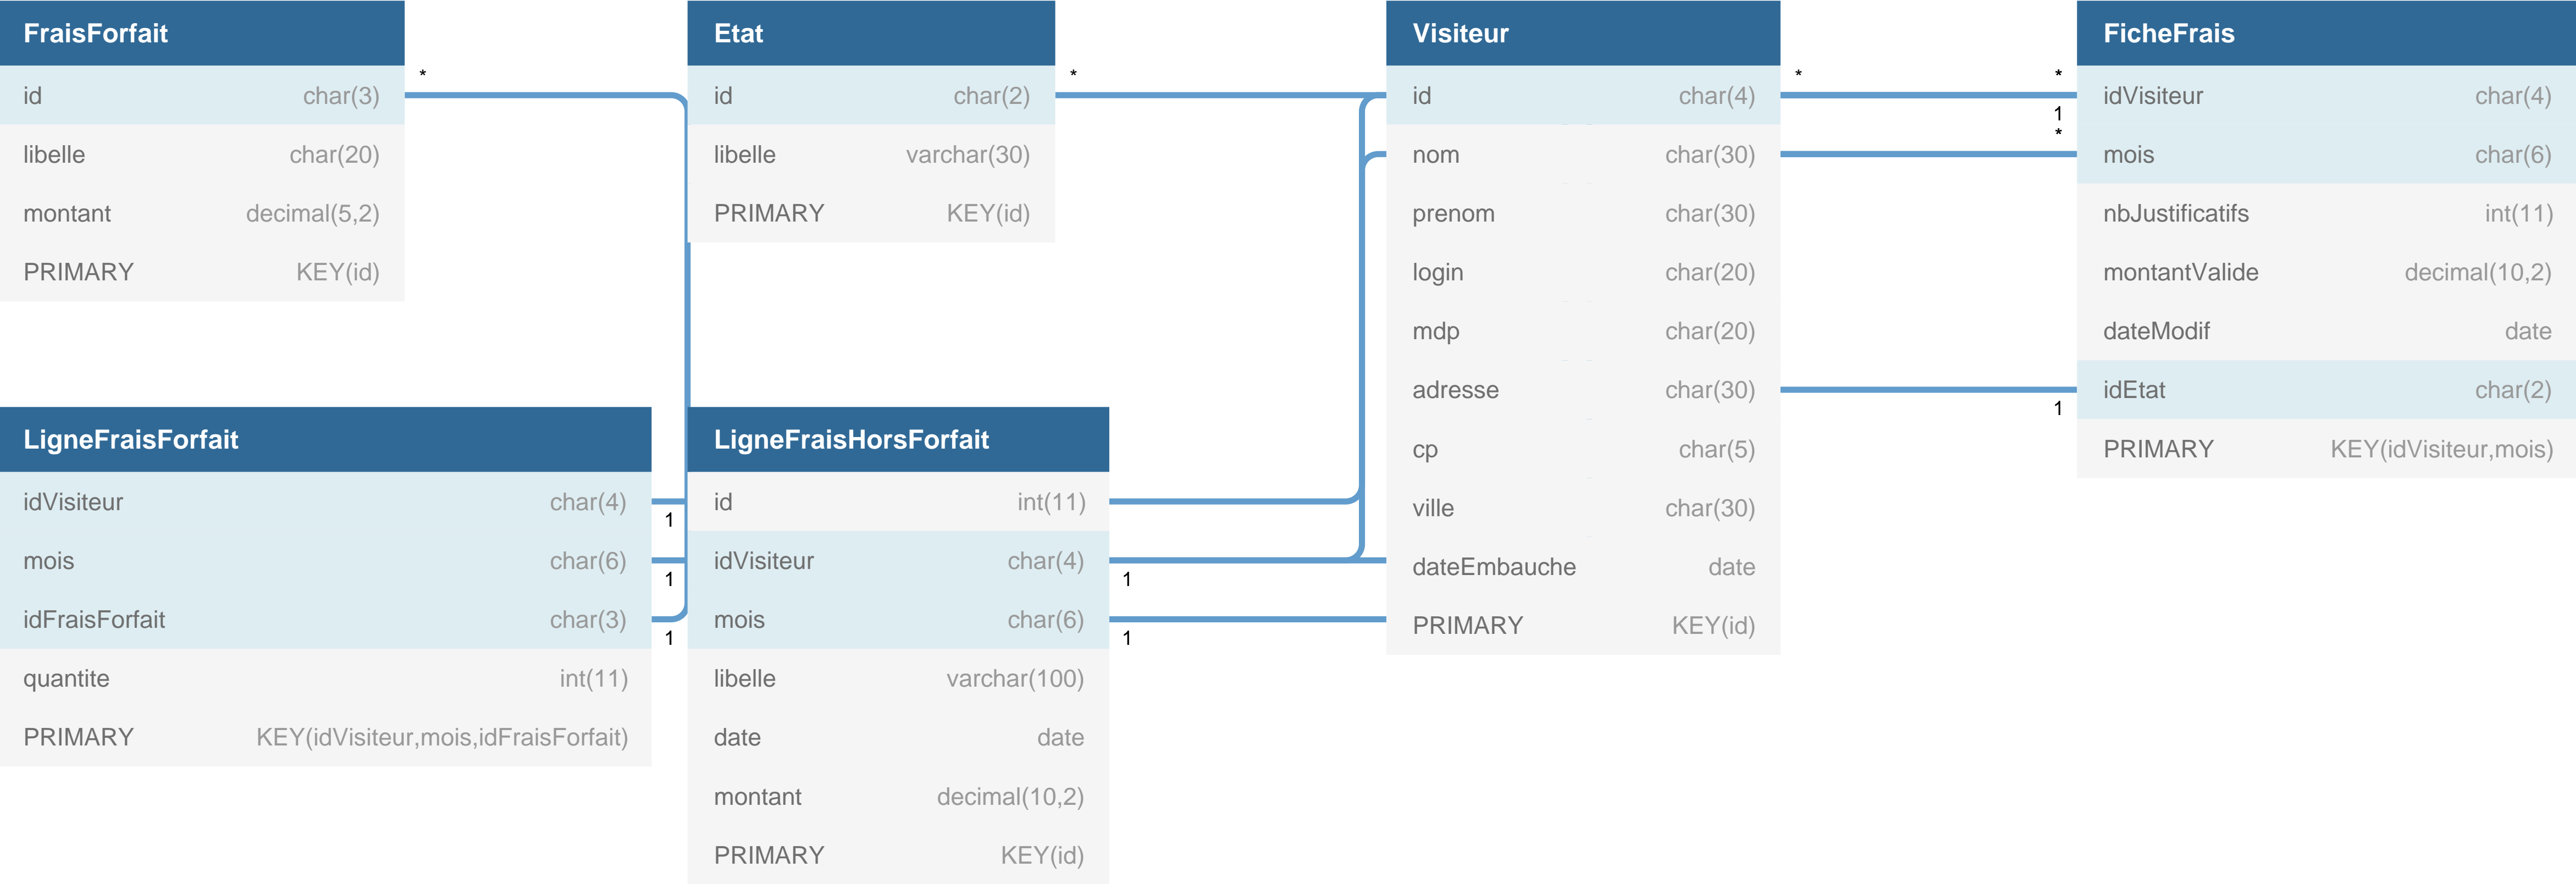 FraisForfait
id char(3)
libelle char(20)
montant decimal(5,2)
PRIMARY KEY(id)
*
Etat
id char(2)
libelle varchar(30)
PRIMARY KEY(id)
*
Visiteur
id char(4)
nom char(30)
prenom char(30)
login char(20)
mdp char(20)
adresse char(30)
cp char(5)
ville char(30)
dateEmbauche date
PRIMARY KEY(id)
*
*
1
*
1
FicheFrais
idVisiteur char(4)
mois char(6)
nbJustificatifs int(11)
montantValide decimal(10,2)
dateModif date
idEtat char(2)
PRIMARY KEY(idVisiteur,mois)
LigneFraisForfait
idVisiteur char(4)
mois char(6)
idFraisForfait char(3)
quantite int(11)
PRIMARY KEY(idVisiteur,mois,idFraisForfait)
1
1
1
LigneFraisHorsForfait
id int(11)
idVisiteur char(4)
mois char(6)
libelle varchar(100)
date date
montant decimal(10,2)
PRIMARY KEY(id)
1
1